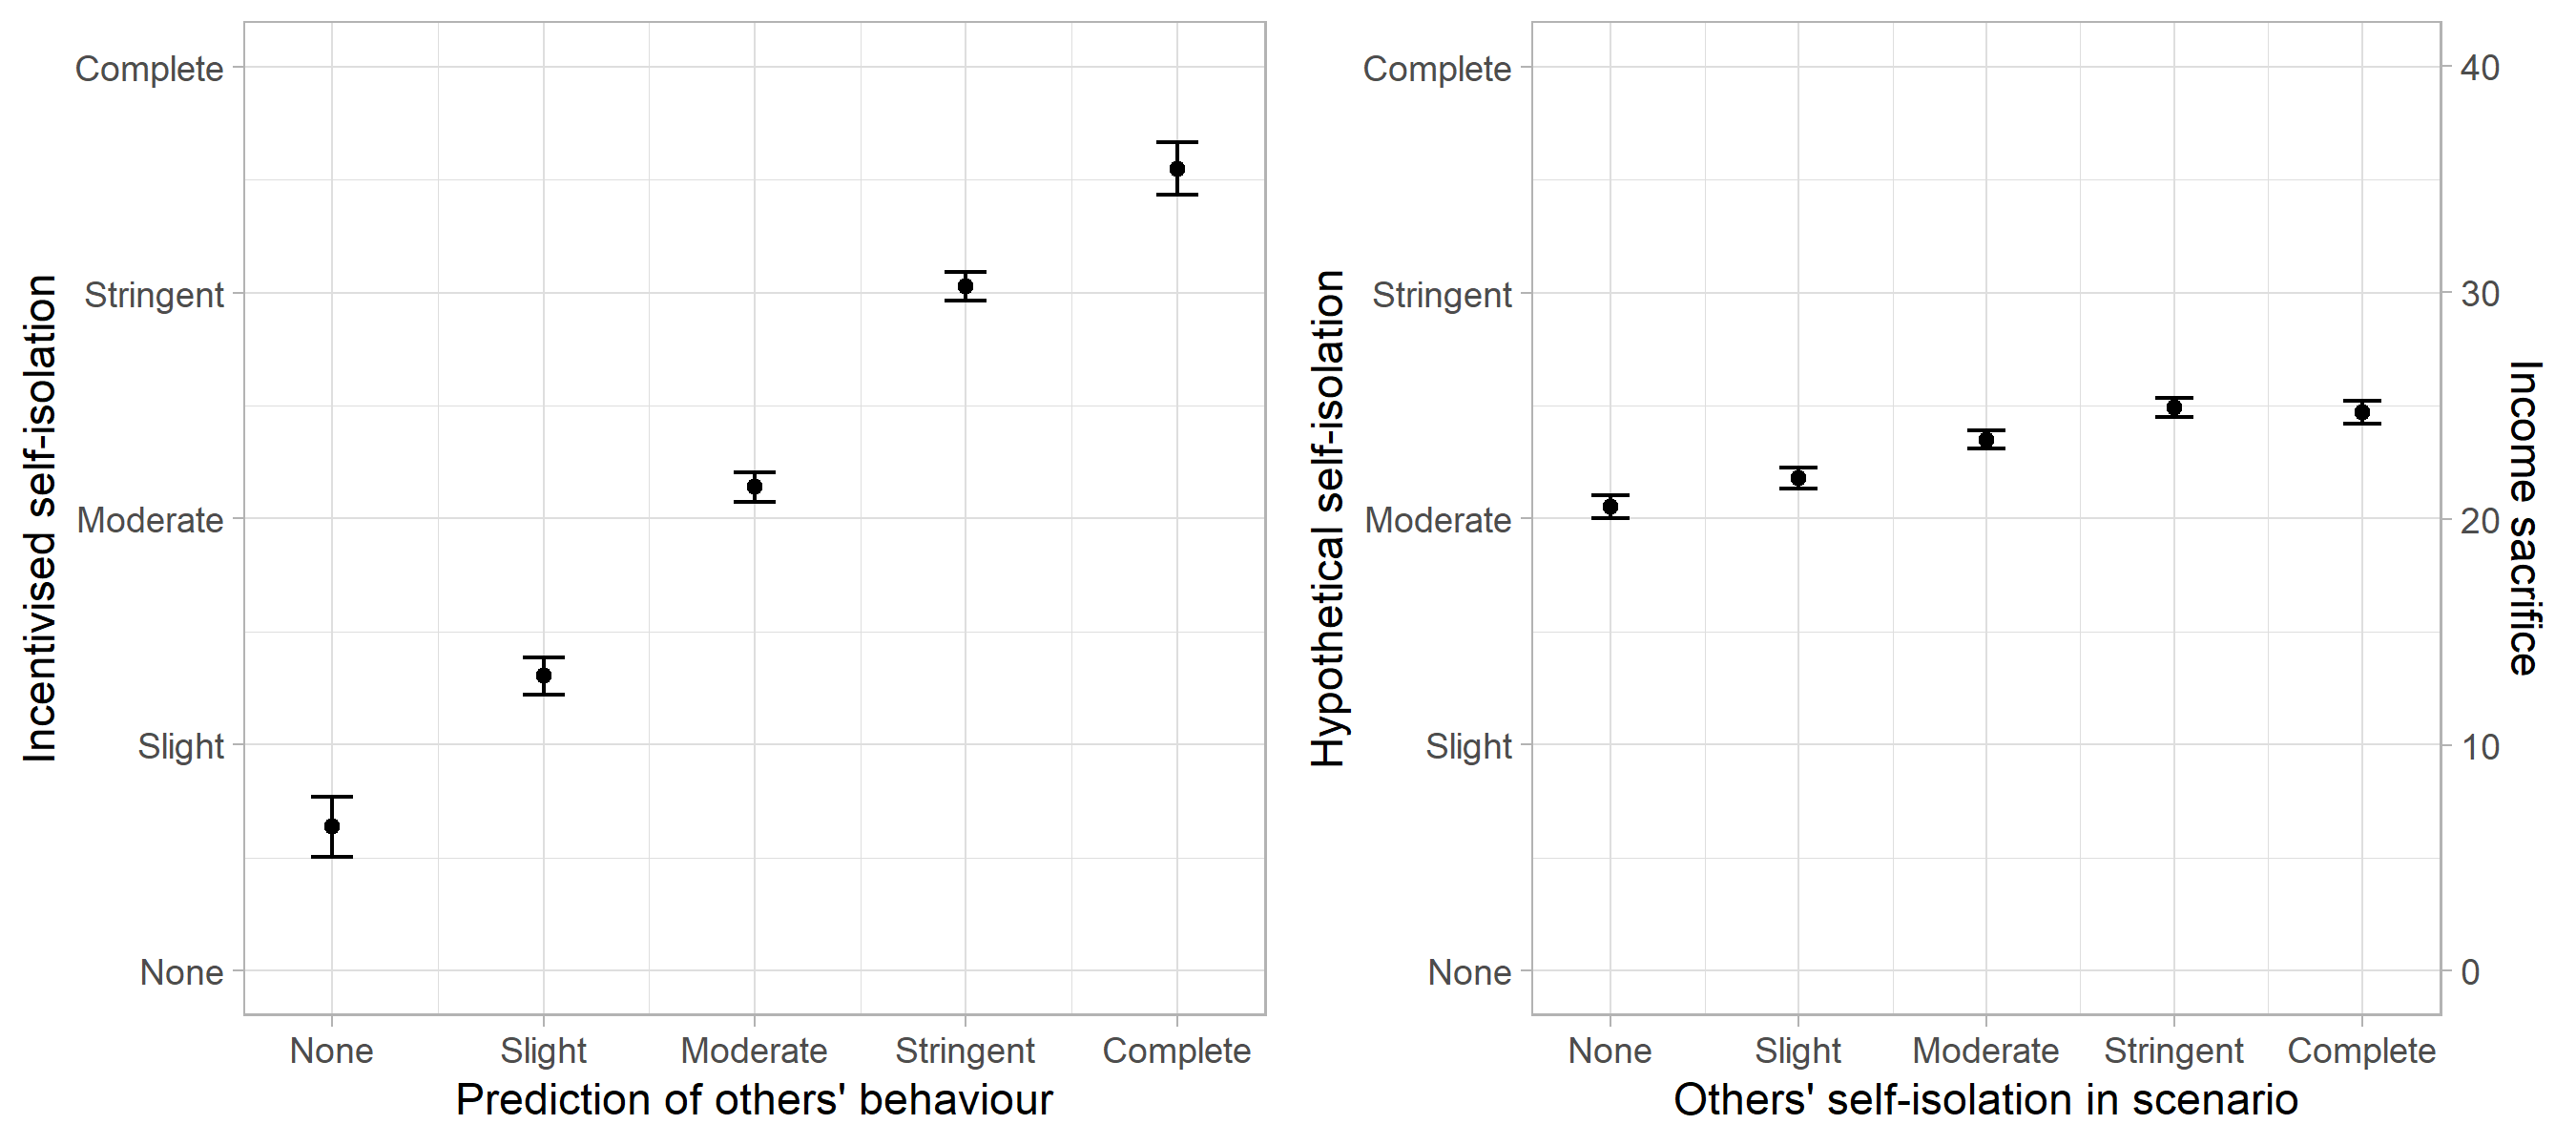 Incentivised self-isolation
Complete
Stringent
Moderate
Slight
None
None Slight Moderate Stringent Complete
Prediction of others' behaviour
Hypothetical self-isolation
Complete
Stringent
Moderate
Slight
None
None Slight Moderate Stringent Complete
Others' self-isolation in scenario
40
30
20
10
0
Income sacrifice